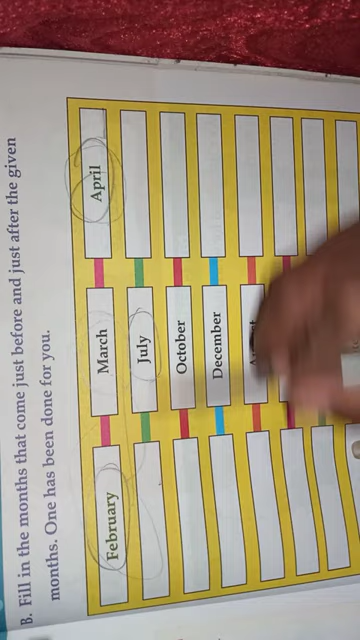 B. Fill in the months that come just before and just after the given
months. One has been done for you.
February March April
July
October
December